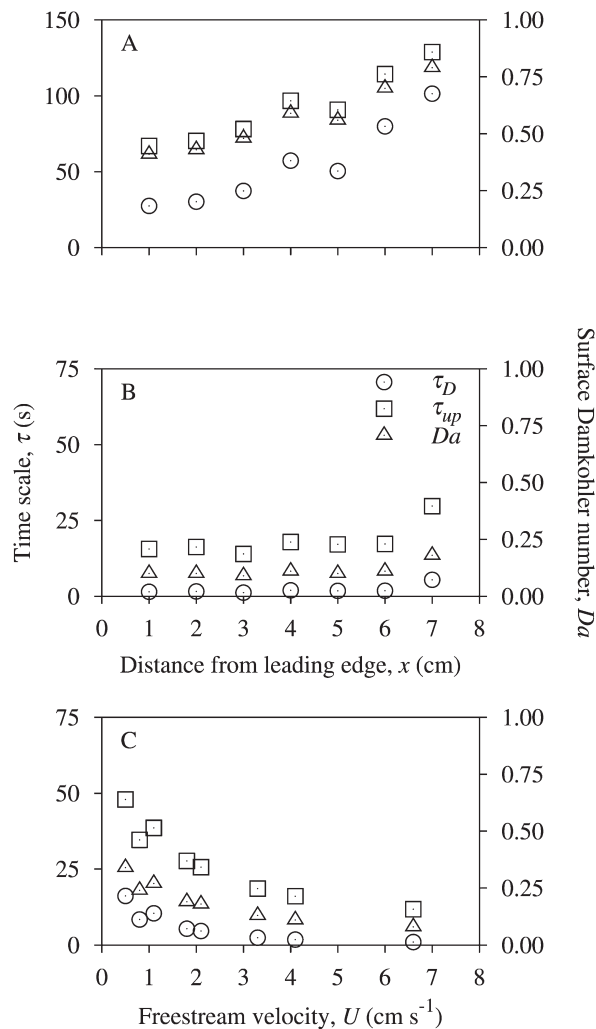 150
100
50
0
A
1.00
0.75
0.50
0.25
0.00
75
50
25
0
B
τD
τup
Da
1.00
0.75
0.50
0.25
0.00
0 1 2 3 4 5 6 7 8
Distance from leading edge, x (cm)
Time scale, τ (s)
Surface Damkohler number, Da
75
50
25
0
C
1.00
0.75
0.50
0.25
0.00
0 1 2 3 4 5 6 7 8
Freestream velocity, U (cm s⁻¹)